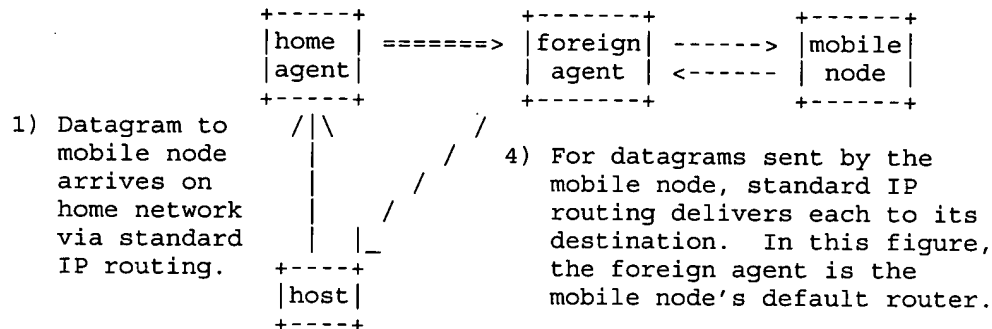 +-----+ +-------+ +------+
|home | =======> |foreign| ------> |mobile|
|agent| | agent | <------ | node |
+-----+ +-------+ +------+
1) Datagram to /|\ /
mobile node | / 4) For datagrams sent by the
arrives on | / mobile node, standard IP
home network | / routing delivers each to its
via standard | |_ destination. In this figure,
IP routing. +----+ the foreign agent is the
|host| mobile node's default router.
+----+